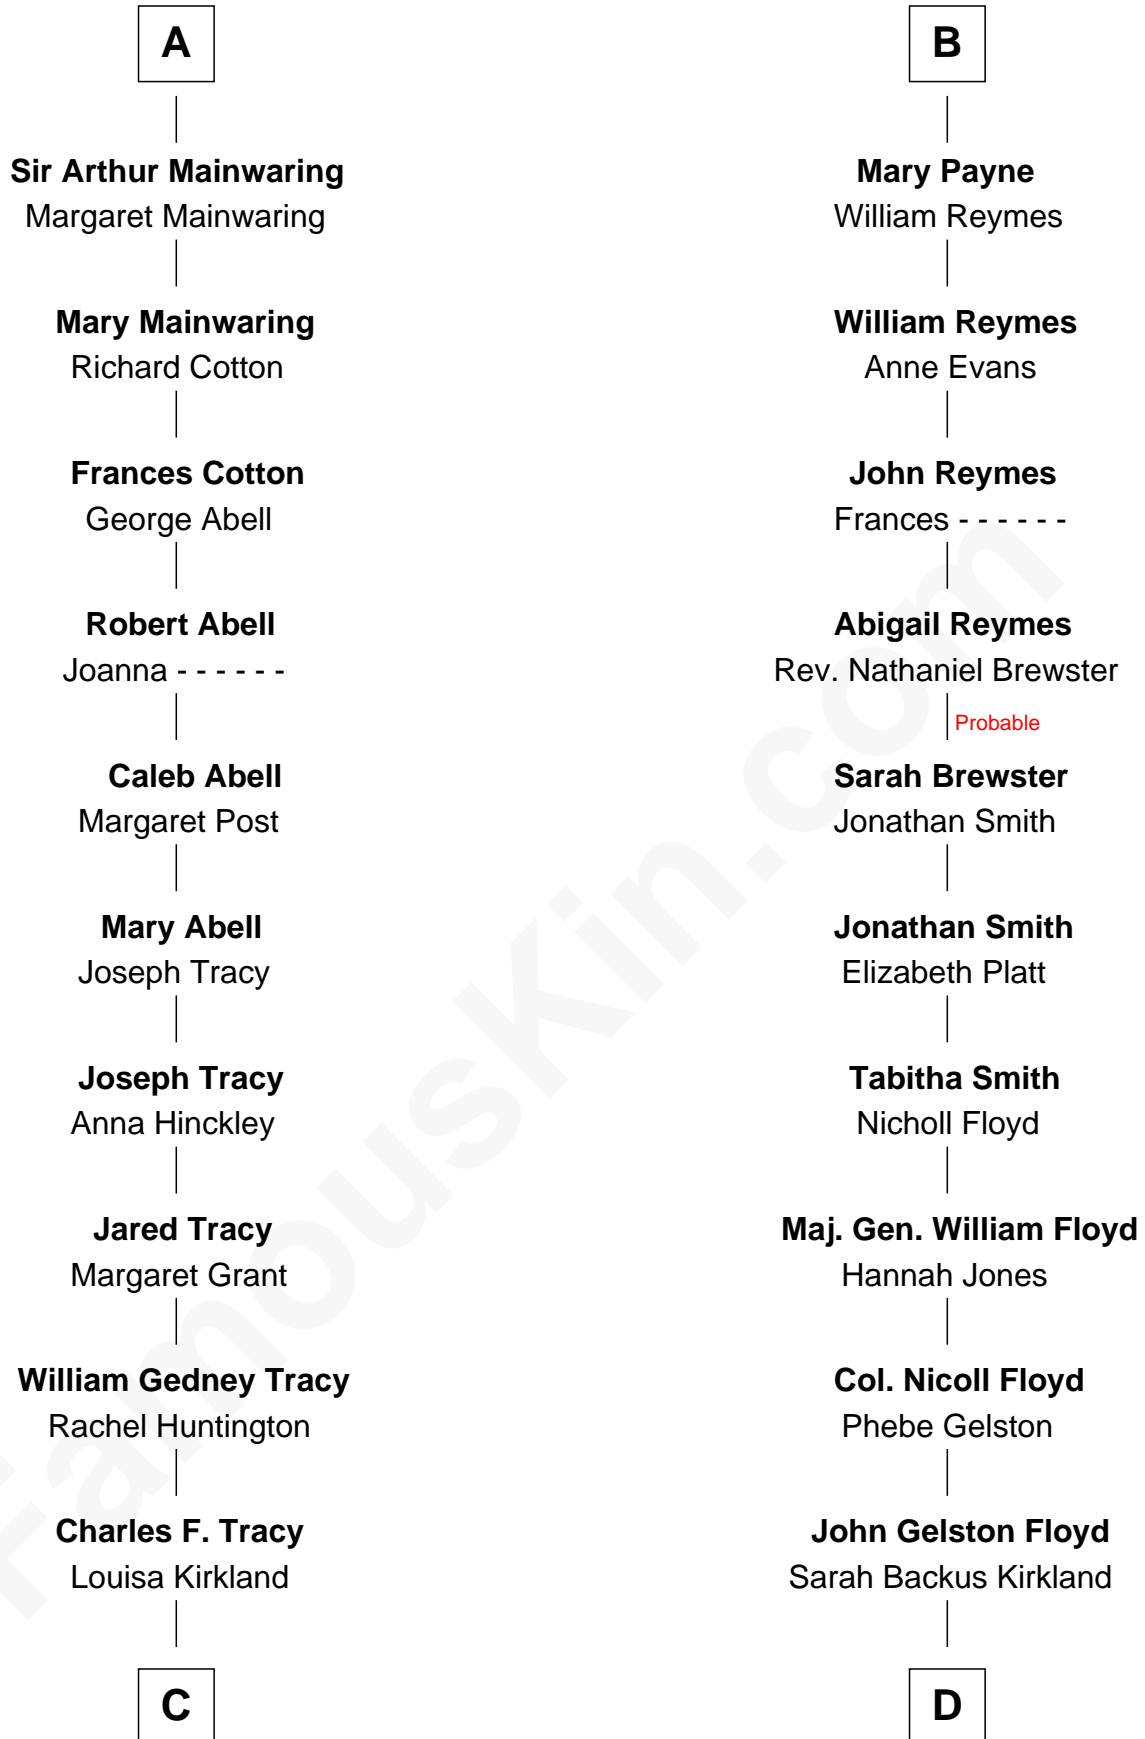 A
Sir Arthur Mainwaring
Margaret Mainwaring
Mary Mainwaring
Richard Cotton
Frances Cotton
George Abell
Robert Abell
Joanna - - - - - -
Caleb Abell
Margaret Post
Mary Abell
Joseph Tracy
Joseph Tracy
Anna Hinckley
Jared Tracy
Margaret Grant
William Gedney Tracy
Rachel Huntington
Charles F. Tracy
Louisa Kirkland
C
B
Mary Payne
William Reymes
William Reymes
Anne Evans
John Reymes
Frances - - - - - -
Abigail Reymes
Rev. Nathaniel Brewster
Probable
Sarah Brewster
Jonathan Smith
Jonathan Smith
Elizabeth Platt
Tabitha Smith
Nicholl Floyd
Maj. Gen. William Floyd
Hannah Jones
Col. Nicoll Floyd
Phebe Gelston
John Gelston Floyd
Sarah Backus Kirkland
D
FamousKin.com